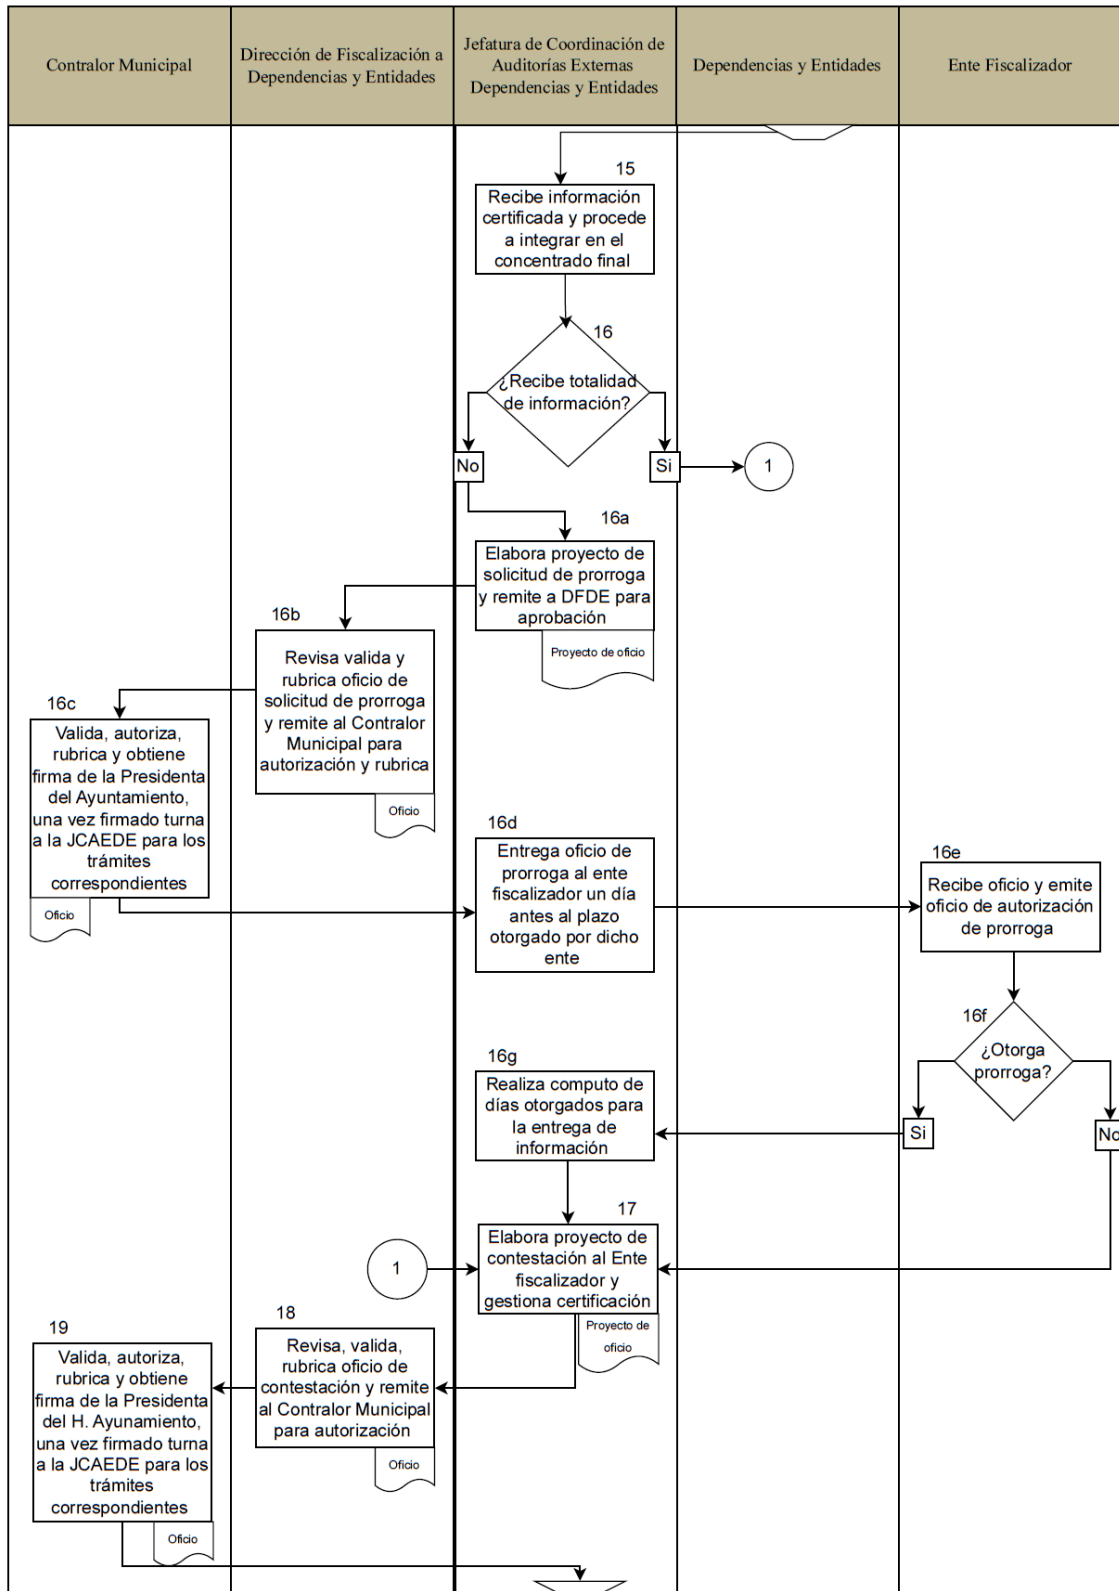 Contralor Municipal
Dirección de Fiscalización a
Dependencias y Entidades
Jefatura de Coordinación de
Auditorías Externas
Dependencias y Entidades
Dependencias y Entidades
Ente Fiscalizador
15
Recibe información
certificada y procede
a integrar en el
concentrado final
16
¿Recibe totalidad
de información?
No
Si
1
16a
Elabora proyecto de
solicitud de prorroga
y remite a DFDE para
aprobación
Proyecto de oficio
16b
Revisa valida y
rubrica oficio de
solicitud de prorroga
y remite al Contralor
Municipal para
autorización y rubrica
Oficio
16c
Valida, autoriza,
rubrica y obtiene
firma de la Presidenta
del Ayuntamiento,
una vez firmado turna
a la JCAEDE para los
trámites
correspondientes
Oficio
16d
Entrega oficio de
prorroga al ente
fiscalizador un día
antes al plazo
otorgado por dicho
ente
16e
Recibe oficio y emite
oficio de autorización
de prorroga
16f
¿Otorga
prorroga?
Si
No
16g
Realiza computo de
días otorgados para
la entrega de
información
17
Elabora proyecto de
contestación al Ente
fiscalizador y
gestiona certificación
Proyecto de
oficio
1
18
Revisa, valida,
rubrica oficio de
contestación y remite
al Contralor Municipal
para autorización
Oficio
19
Valida, autoriza,
rubrica y obtiene
firma de la Presidenta
del H. Ayunamiento,
una vez firmado turna
a la JCAEDE para los
trámites
correspondientes
Oficio